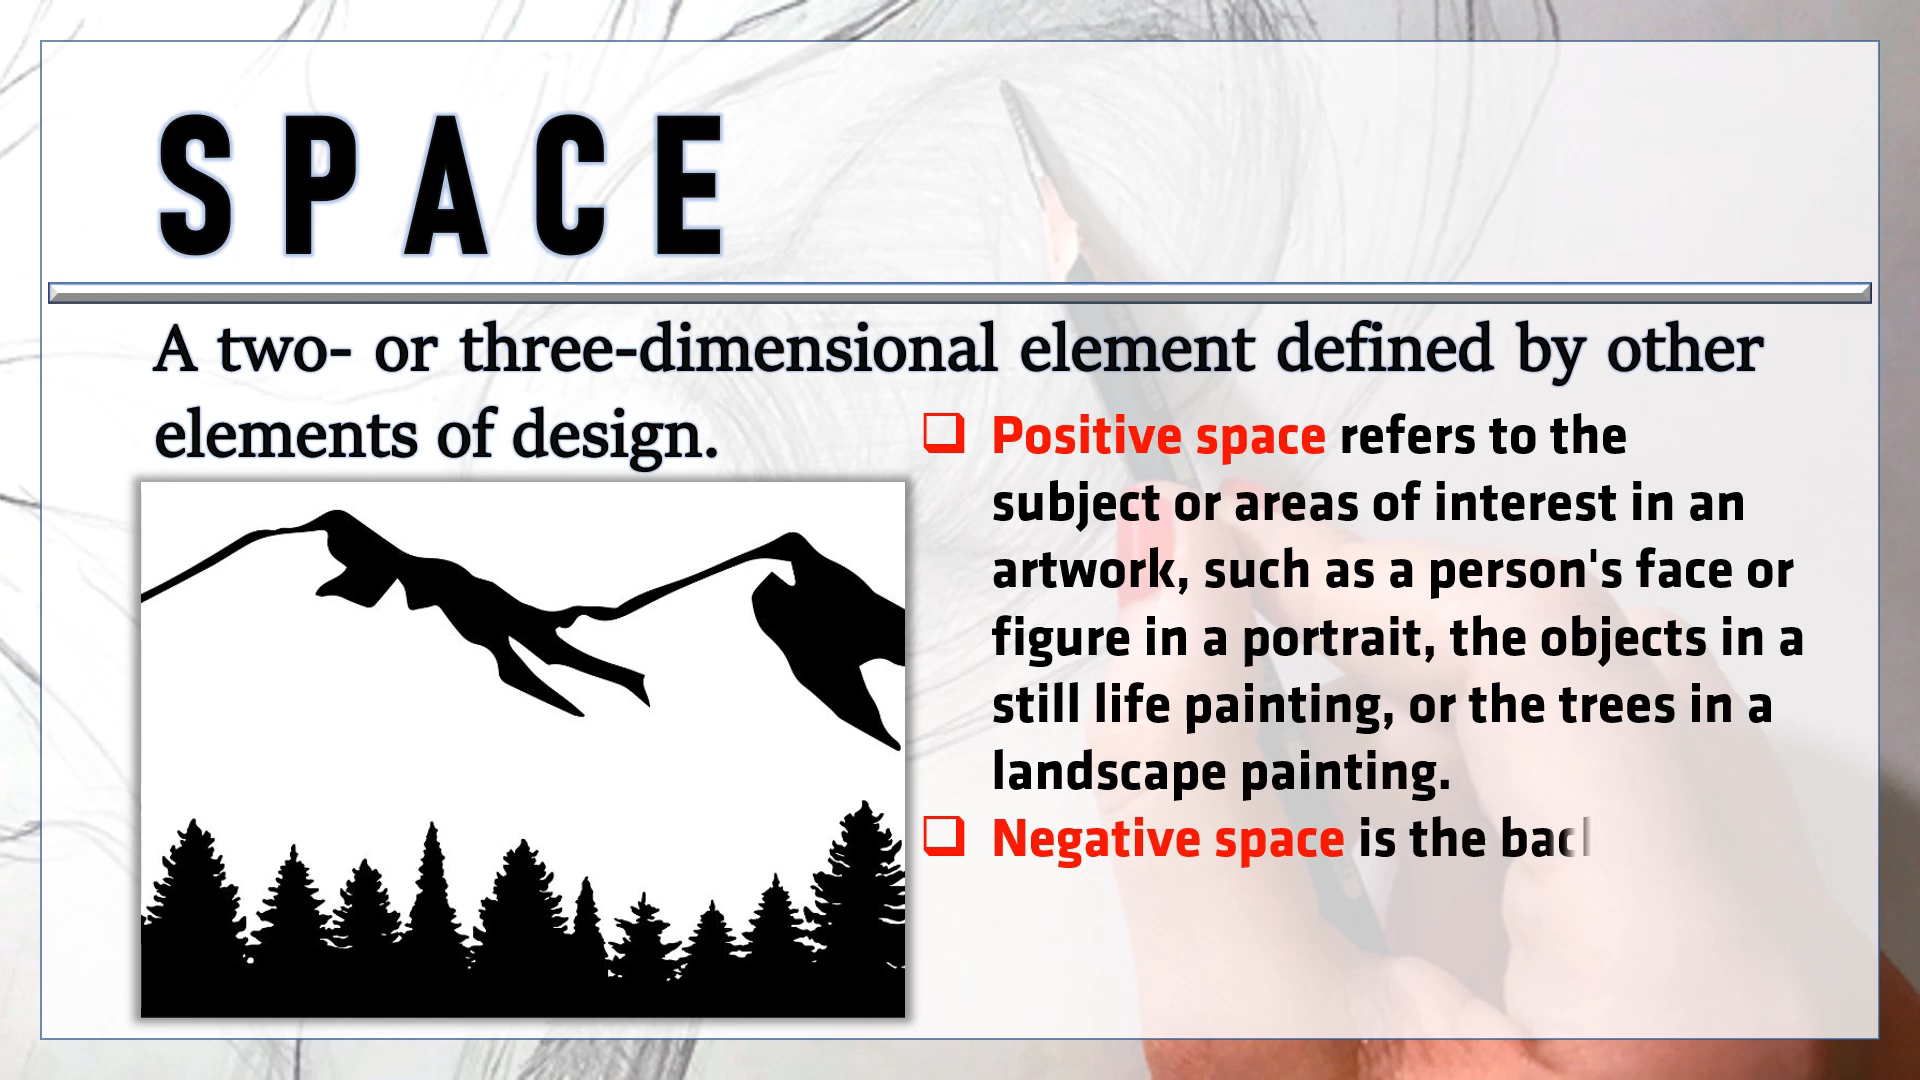 SPACE
A two- or three-dimensional element defined by other
elements of design.
❑ Positive space refers to the
subject or areas of interest in an
artwork, such as a person's face or
figure in a portrait, the objects in a
still life painting, or the trees in a
landscape painting.
❑ Negative space is the